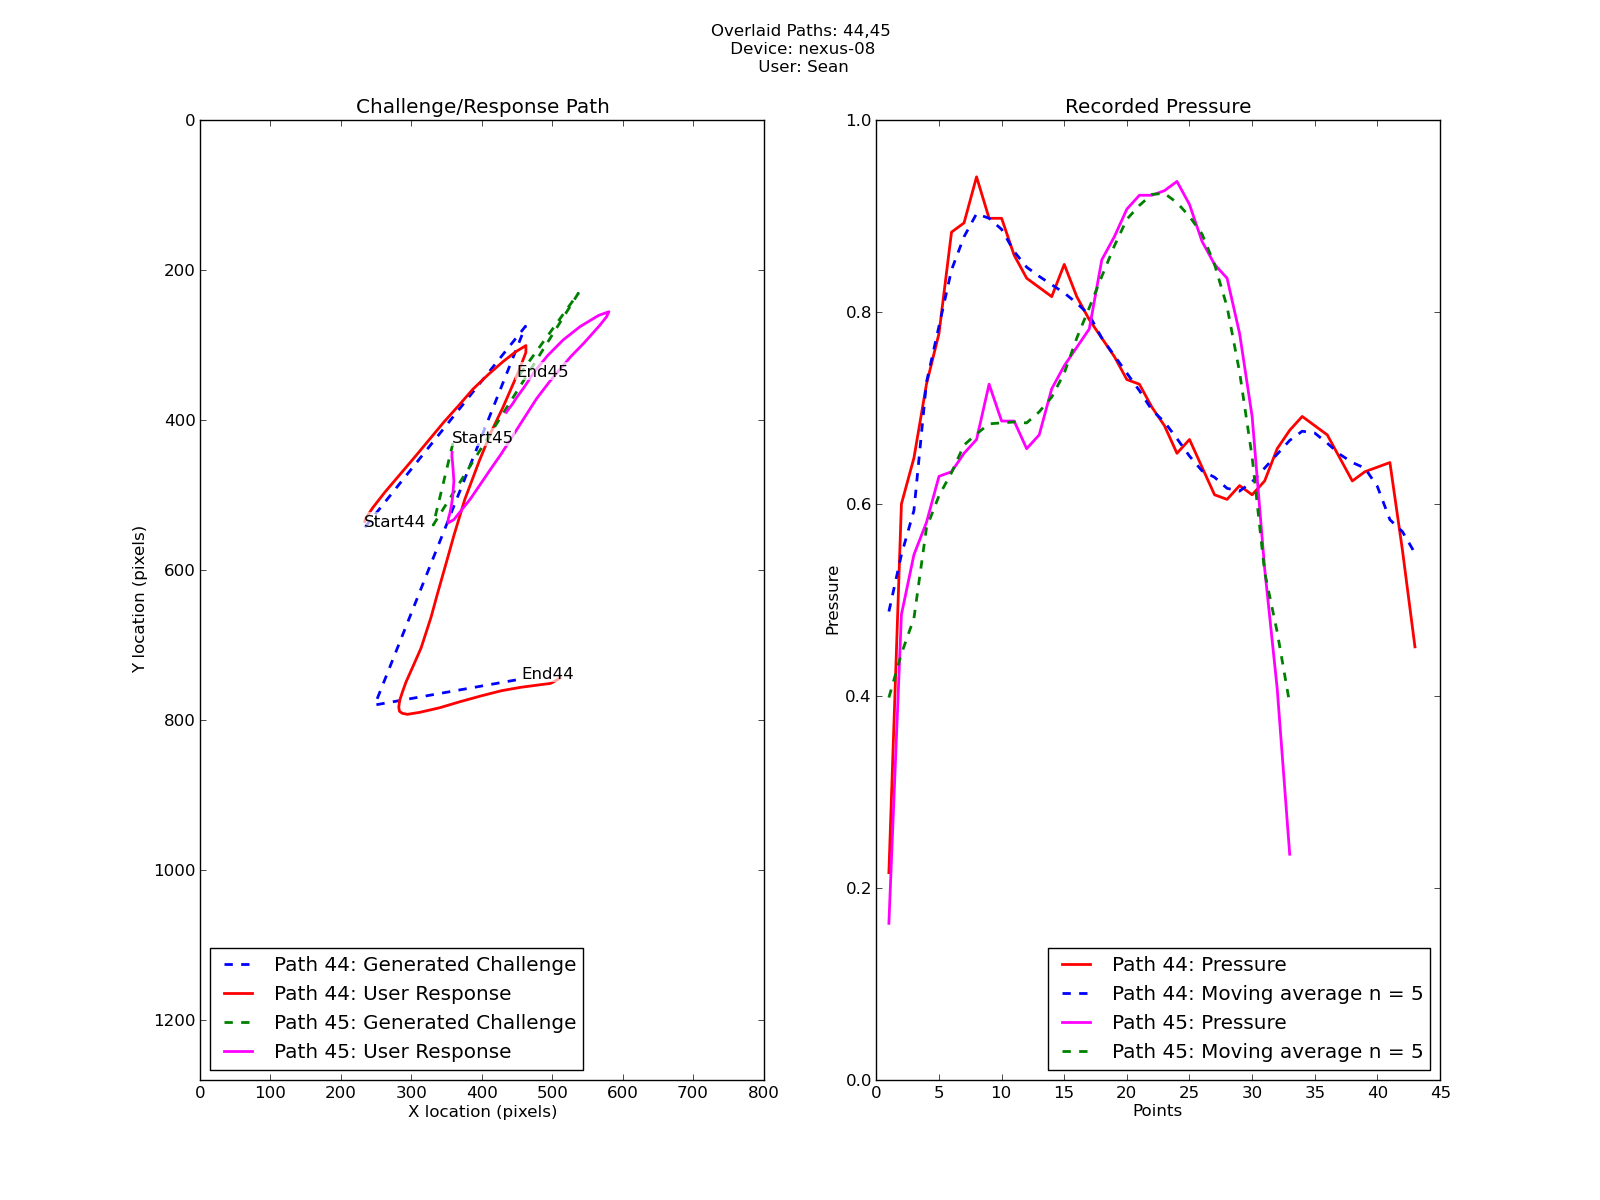 Overlaid Paths: 44,45
Device: nexus-08
User: Sean
Challenge/Response Path
0
200
400
600
800
1000
1200
Y location (pixels)
End45
Start45
Start44
End44
Path 44: Generated Challenge
Path 44: User Response
Path 45: Generated Challenge
Path 45: User Response
0 100 200 300 400 500 600 700 800
X location (pixels)
Recorded Pressure
1.0
0.8
0.6
0.4
0.2
0.0
Pressure
Path 44: Pressure
Path 44: Moving average n = 5
Path 45: Pressure
Path 45: Moving average n = 5
0 5 10 15 20 25 30 35 40 45
Points